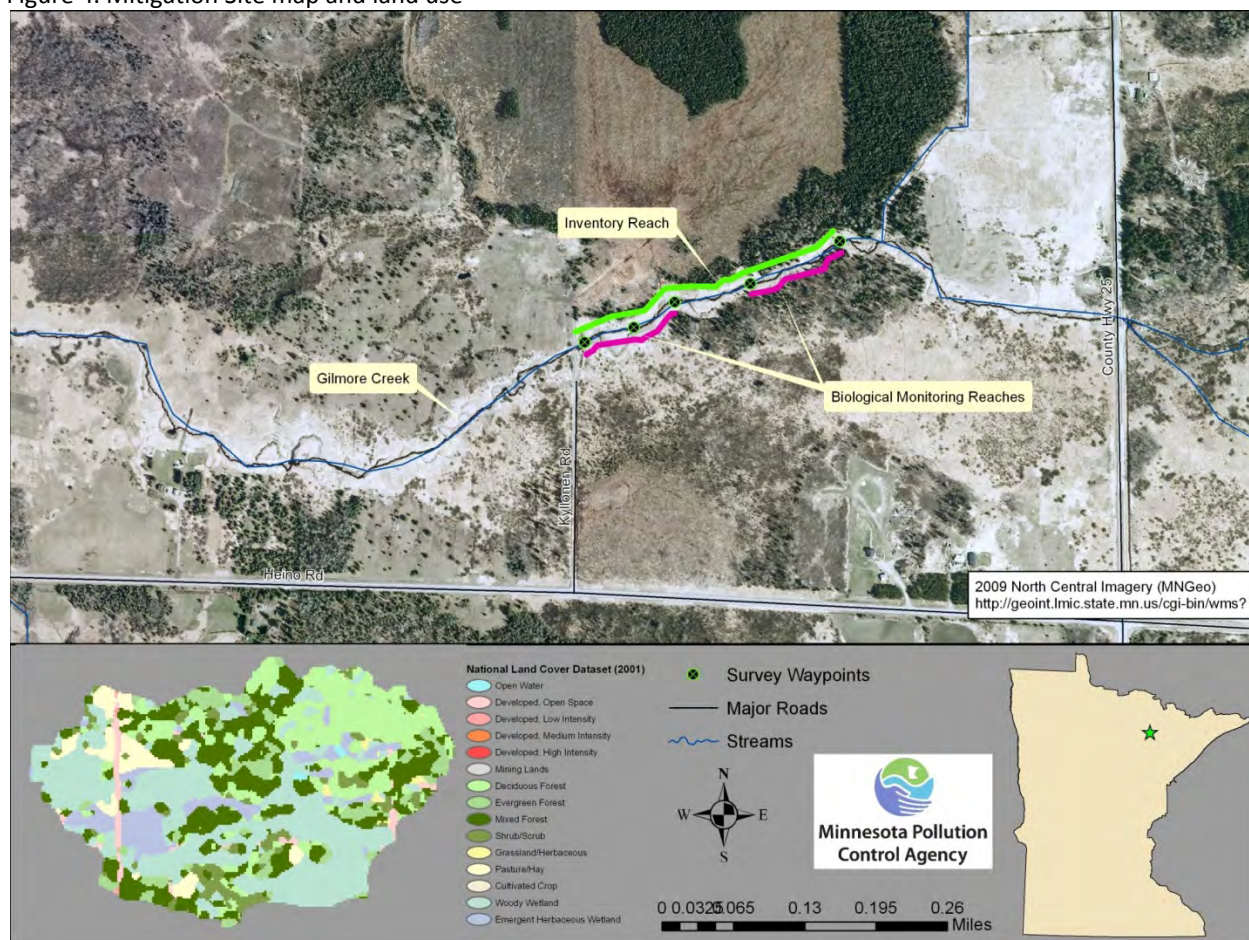 Figure 4. Mitigation Site map and land use
Inventory Reach
Gilmore Creek
Biological Monitoring Reaches
County Hwy 25
Kyllonen Rd
Heino Rd
2009 North Central Imagery (MNGeo)
http://geoint.lmic.state.mn.us/cgi-bin/wms?
National Land Cover Dataset (2001)
Open Water
Developed, Open Space
Developed, Low Intensity
Developed, Medium Intensity
Developed, High Intensity
Mining Lands
Deciduous Forest
Evergreen Forest
Mixed Forest
Shrub/Scrub
Grassland/Herbaceous
Pasture/Hay
Cultivated Crop
Woody Wetland
Emergent Herbaceous Wetland
Survey Waypoints
Major Roads
Streams
N
W E
S
Minnesota Pollution
Control Agency
0 0.0325 0.065 0.13 0.195 0.26
Miles